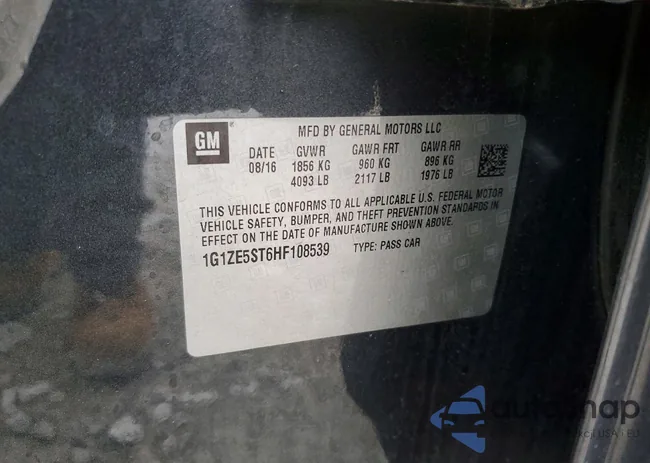 GM
MFD BY GENERAL MOTORS LLC
DATE GVWR GAWR FRT GAWR RR
08/16 1856 KG 960 KG 896 KG
4093 LB 2117 LB 1976 LB
THIS VEHICLE CONFORMS TO ALL APPLICABLE U.S. FEDERAL MOTOR
VEHICLE SAFETY, BUMPER, AND THEFT PREVENTION STANDARDS IN
EFFECT ON THE DATE OF MANUFACTURE SHOWN ABOVE.
1G1ZE5ST6HF108539 TYPE: PASS CAR